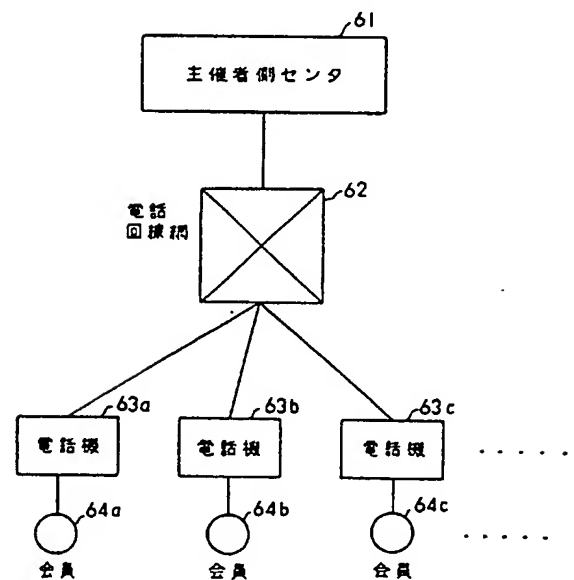 61
主催者側センタ
62
電話
回線網
63a 63b 63c
電話機 電話機 電話機 .....
64a 64b 64c
.....
会員 会員 会員